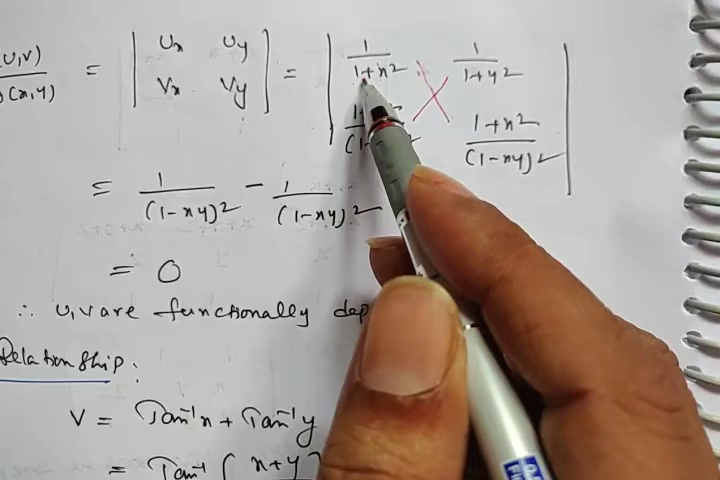 (u,v)/(x,y) = | ux uy | = | 1/(1+x2) 1/(1+y2) |
| vx vy | | (1+x2)/(1-xy)2 |
= 1/(1-xy)2 - 1/(1-xy)2
= 0
∴ u,v are functionally dep
Relationship:
v = Tan-1x + Tan-1y
= Tan-1 ( x+y